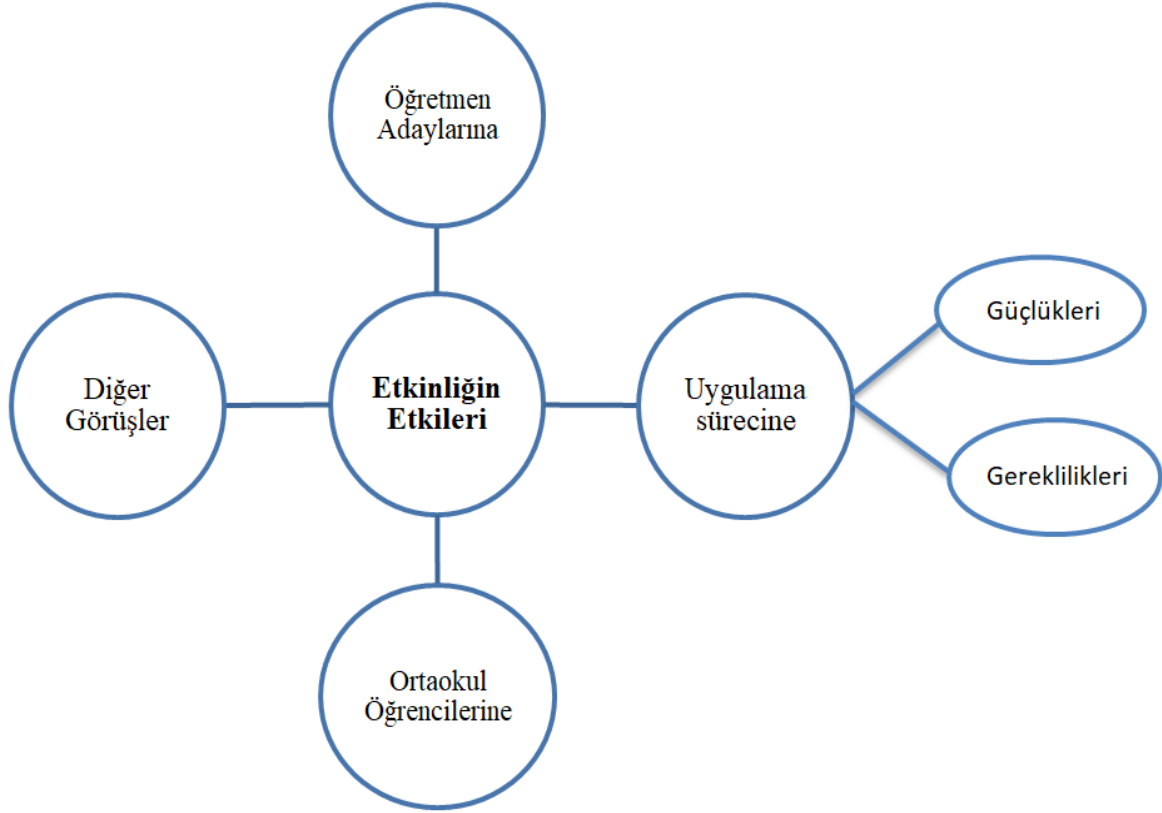 Öğretmen
Adaylarına
Diğer
Görüşler
Etkinliğin
Etkileri
Uygulama
sürecine
Güçlükleri
Gereklilikleri
Ortaokul
Öğrencilerine